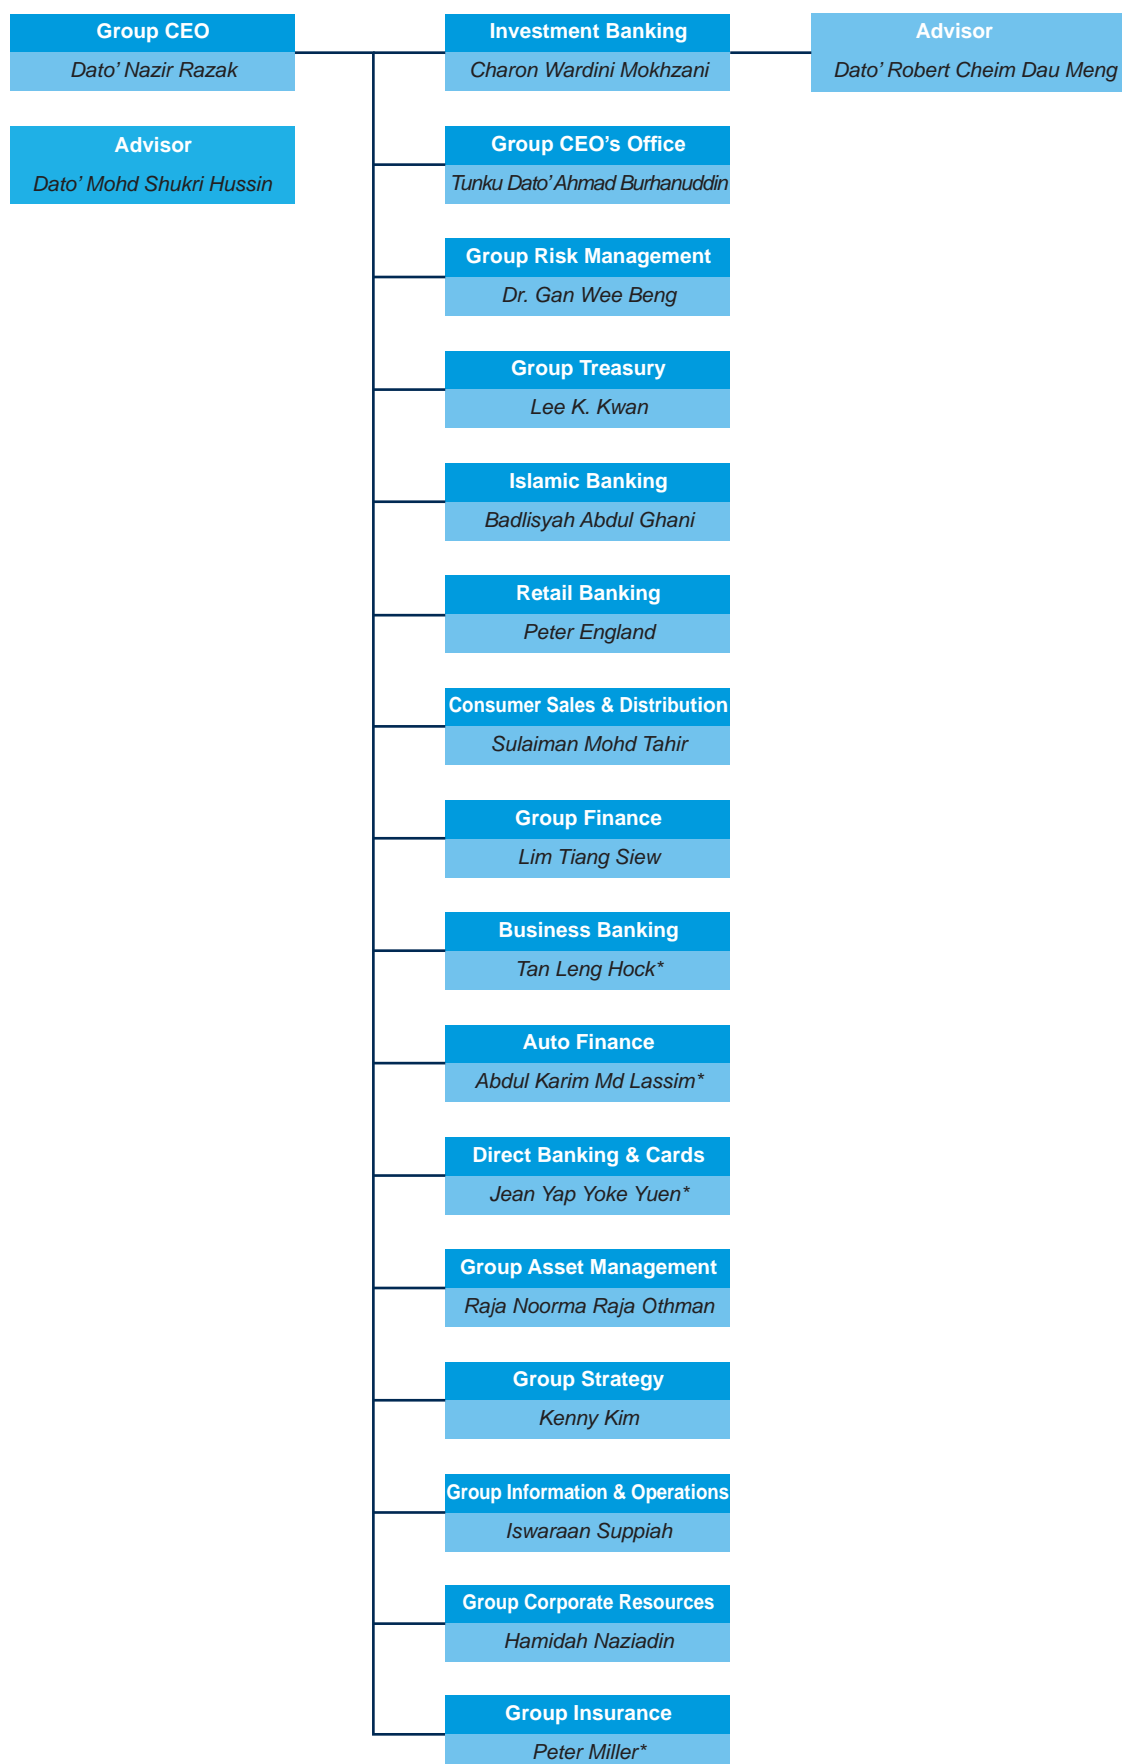 Group CEO
Dato’ Nazir Razak
Advisor
Dato’ Mohd Shukri Hussin
Investment Banking
Charon Wardini Mokhzani
Advisor
Dato’ Robert Cheim Dau Meng
Group CEO’s Office
Tunku Dato’ Ahmad Burhanuddin
Group Risk Management
Dr. Gan Wee Beng
Group Treasury
Lee K. Kwan
Islamic Banking
Badlisyah Abdul Ghani
Retail Banking
Peter England
Consumer Sales & Distribution
Sulaiman Mohd Tahir
Group Finance
Lim Tiang Siew
Business Banking
Tan Leng Hock*
Auto Finance
Abdul Karim Md Lassim*
Direct Banking & Cards
Jean Yap Yoke Yuen*
Group Asset Management
Raja Noorma Raja Othman
Group Strategy
Kenny Kim
Group Information & Operations
Iswaraan Suppiah
Group Corporate Resources
Hamidah Naziadin
Group Insurance
Peter Miller*